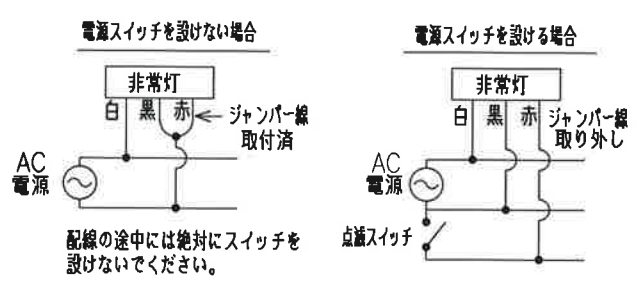 電源スイッチを設けない場合
非常灯
白 黒 赤
ジャンパー線
取付済
AC
電源
配線の途中には絶対にスイッチを
設けないでください。
電源スイッチを設ける場合
非常灯
白 黒 赤
ジャンパー線
取り外し
AC
電源
点滅スイッチ